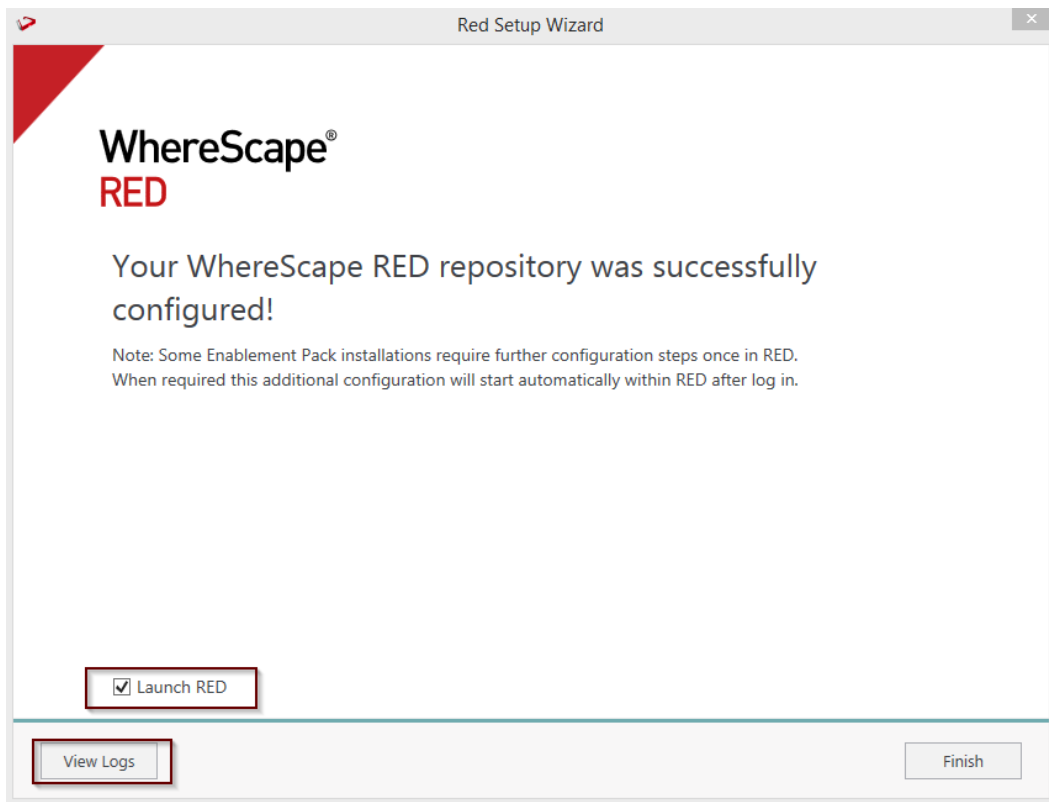 Red Setup Wizard
WhereScape®
RED
Your WhereScape RED repository was successfully
configured!
Note: Some Enablement Pack installations require further configuration steps once in RED.
When required this additional configuration will start automatically within RED after log in.
Launch RED
View Logs
Finish